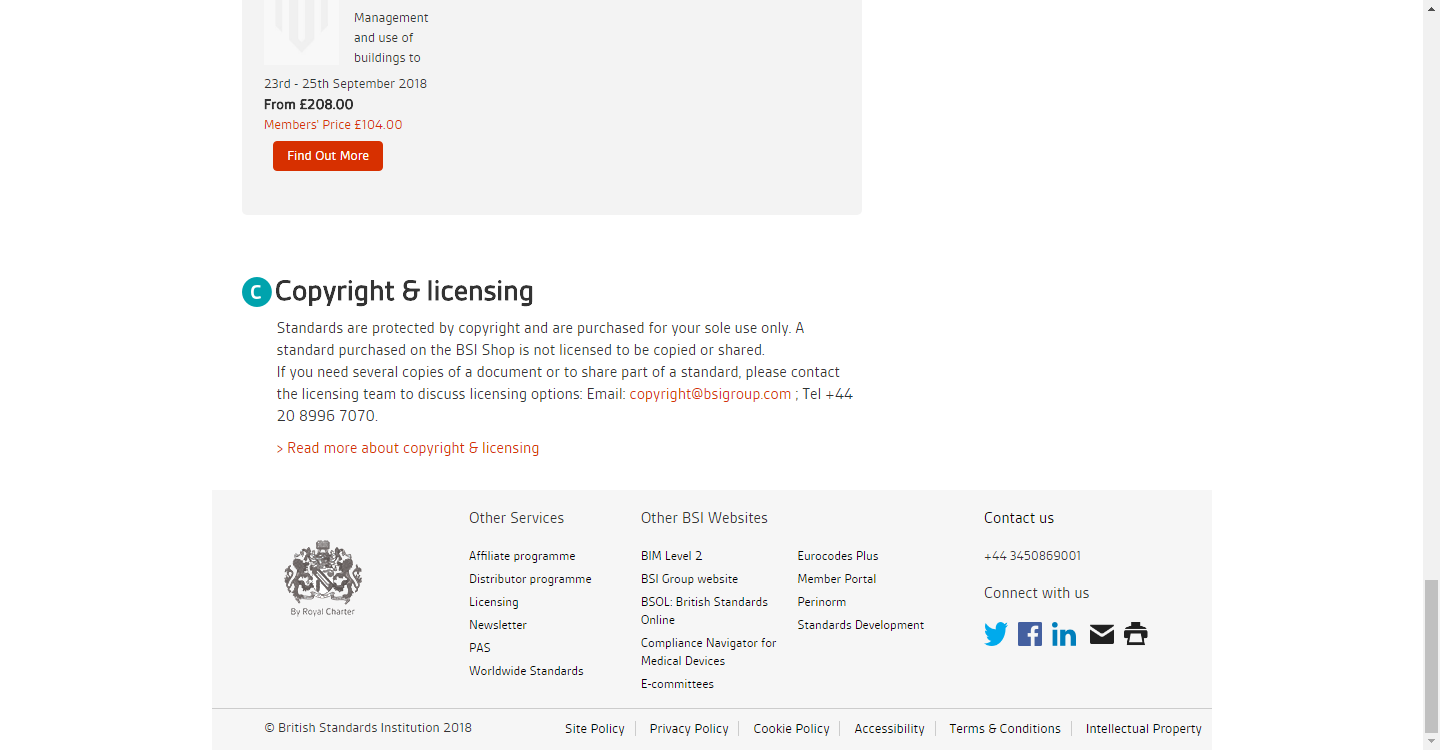 Management
and use of
buildings to
23rd - 25th September 2018
From £208.00
Members' Price £104.00
Find Out More
C Copyright & licensing
Standards are protected by copyright and are purchased for your sole use only. A
standard purchased on the BSI Shop is not licensed to be copied or shared.
If you need several copies of a document or to share part of a standard, please contact
the licensing team to discuss licensing options: Email: copyright@bsigroup.com ; Tel +44
20 8996 7070.
> Read more about copyright & licensing
By Royal Charter
Other Services
Affiliate programme
Distributor programme
Licensing
Newsletter
PAS
Worldwide Standards
Other BSI Websites
BIM Level 2
BSI Group website
BSOL: British Standards
Online
Compliance Navigator for
Medical Devices
E-committees
Eurocodes Plus
Member Portal
Perinorm
Standards Development
Contact us
+44 3450869001
Connect with us
© British Standards Institution 2018
Site Policy
Privacy Policy
Cookie Policy
Accessibility
Terms & Conditions
Intellectual Property